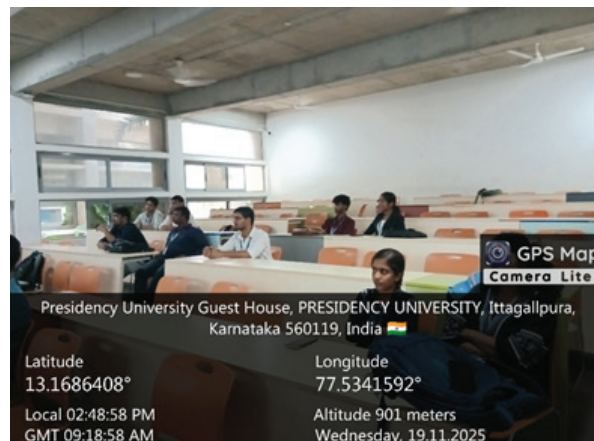 GPS Map
Camera Lite
Presidency University Guest House, PRESIDENCY UNIVERSITY, Ittagallpura,
Karnataka 560119, India 🇮🇳
Latitude
13.1686408°
Longitude
77.5341592°
Local 02:48:58 PM
GMT 09:18:58 AM
Altitude 901 meters
Wednesday, 19.11.2025